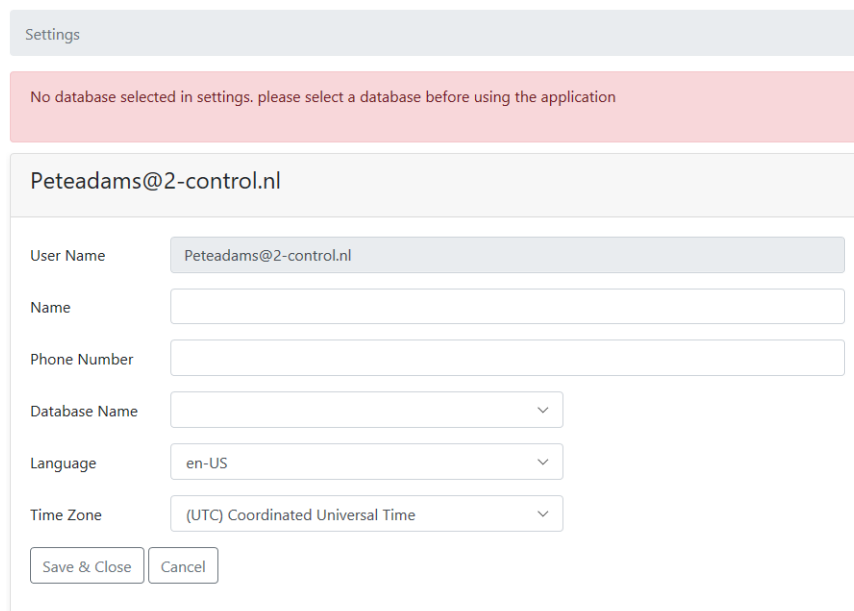 Settings
No database selected in settings. please select a database before using the application
Peteadams@2-control.nl
User Name
Peteadams@2-control.nl
Name
Phone Number
Database Name
Language
en-US
Time Zone
(UTC) Coordinated Universal Time
Save & Close
Cancel